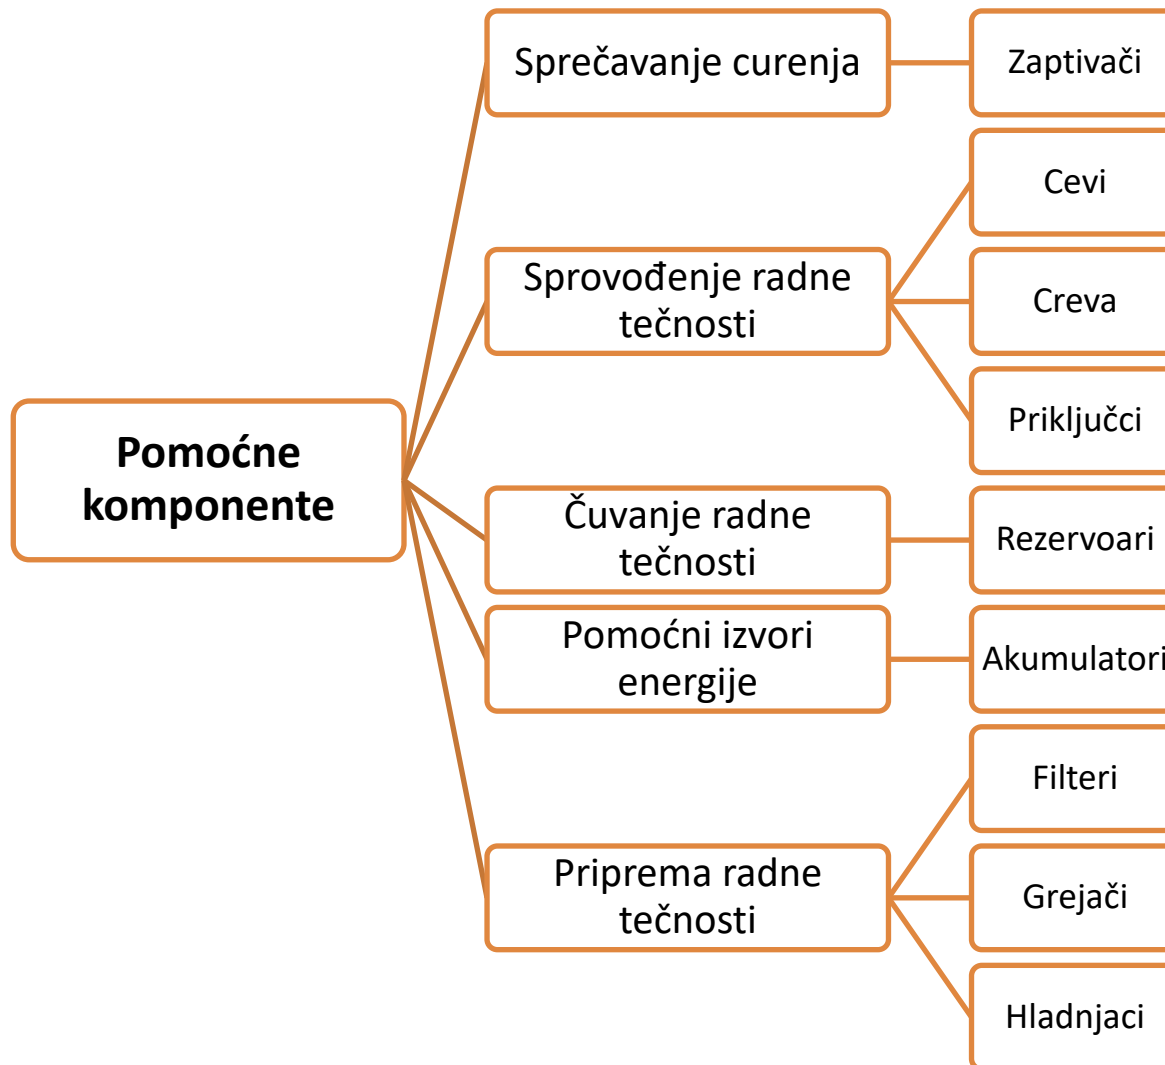 Pomoćne
komponente
Sprečavanje curenja
Zaptivači
Sprovođenje radne
tečnosti
Cevi
Creva
Priključci
Čuvanje radne
tečnosti
Rezervoari
Pomoćni izvori
energije
Akumulatori
Priprema radne
tečnosti
Filteri
Grejači
Hladnjaci